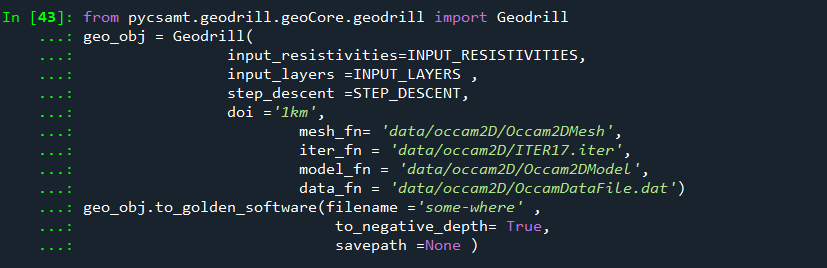 In [43]: from pycsamt.geodrill.geoCore.geodrill import Geodrill
...: geo_obj = Geodrill(
...: input_resistivities=INPUT_RESISTIVITIES,
...: input_layers =INPUT_LAYERS ,
...: step_descent =STEP_DESCENT,
...: doi ='1km',
...: mesh_fn= 'data/occam2D/Occam2DMesh',
...: iter_fn = 'data/occam2D/ITER17.iter',
...: model_fn = 'data/occam2D/Occam2DModel',
...: data_fn = 'data/occam2D/OccamDataFile.dat')
...: geo_obj.to_golden_software(filename ='some-where' ,
...: to_negative_depth= True,
...: savepath =None )